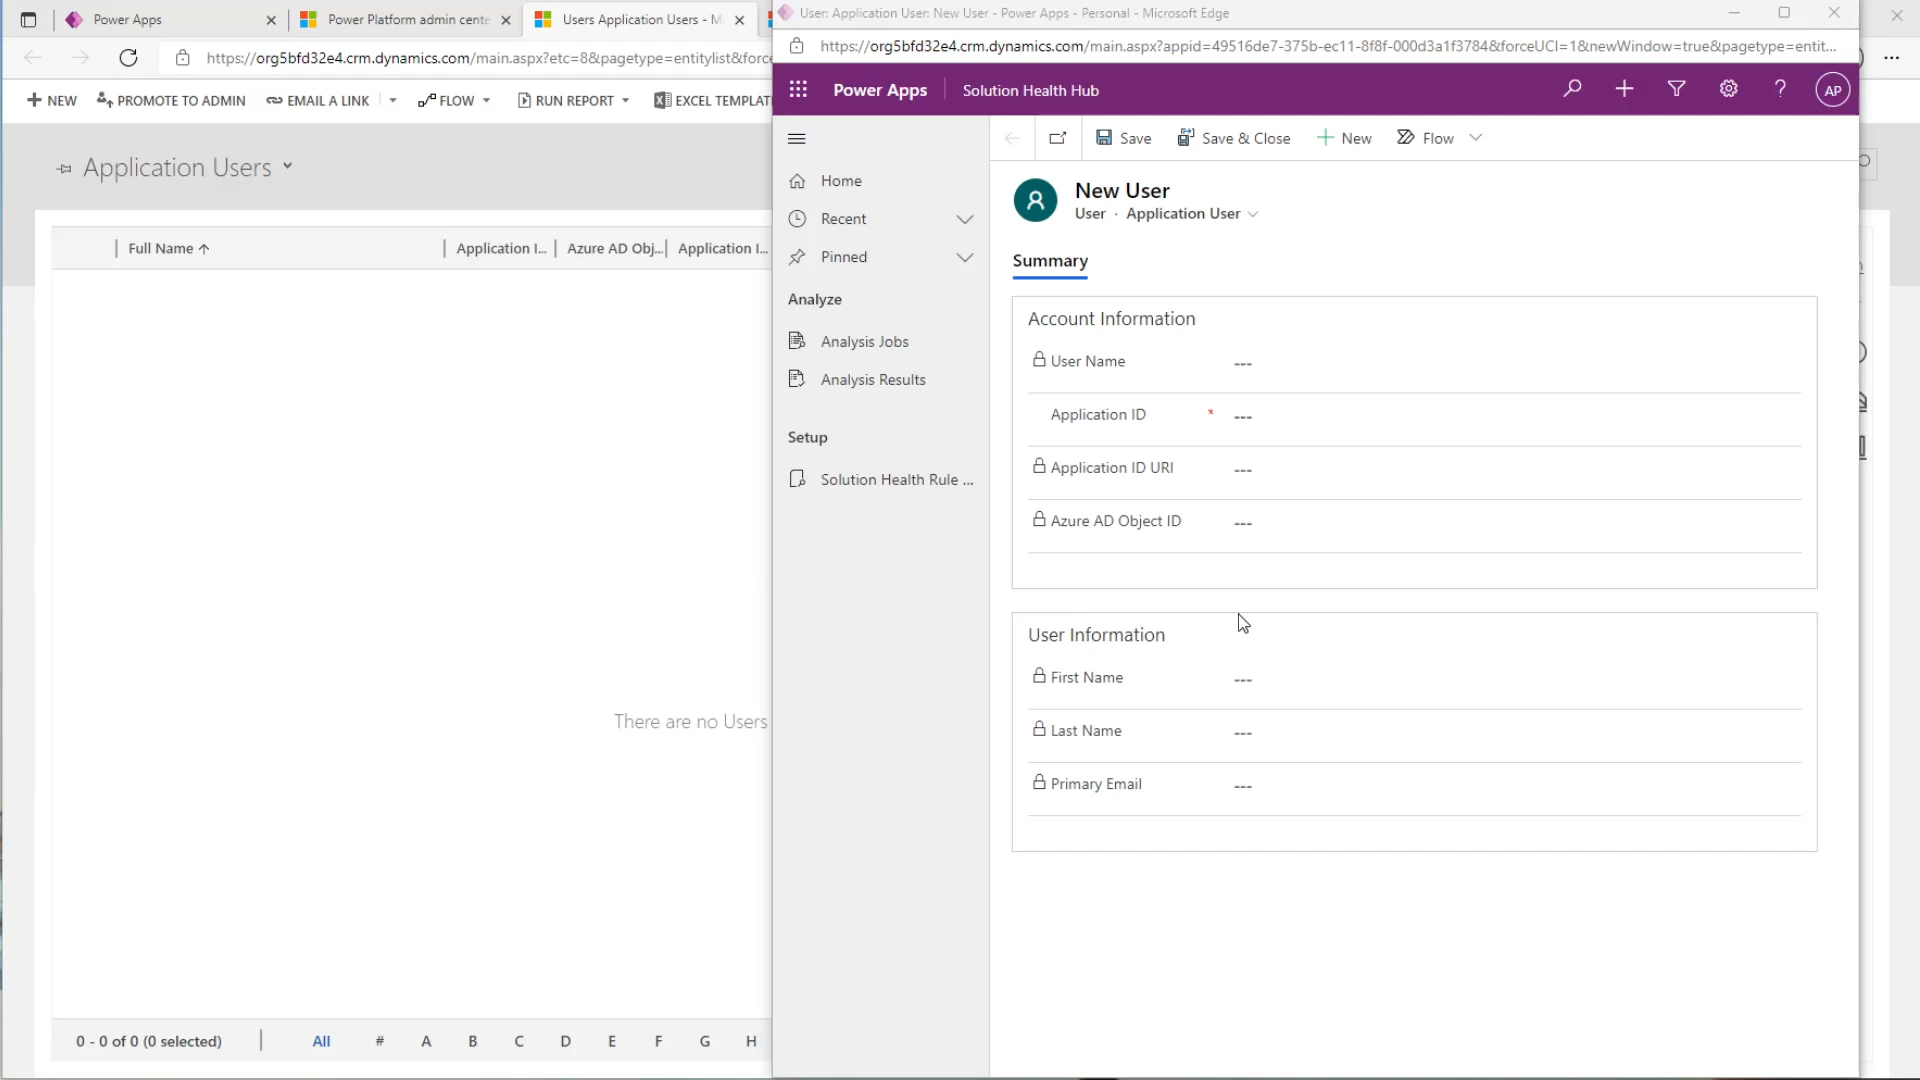 Power Apps
Power Platform admin cente
Users Application Users - M
https://org5bfd32e4.crm.dynamics.com/main.aspx?etc=8&pagetype=entitylist&force
NEW
PROMOTE TO ADMIN
EMAIL A LINK
FLOW
RUN REPORT
EXCEL TEMPLAT
Application Users
Full Name
Application I...
Azure AD Obj...
Application I...
There are no Users
0 - 0 of 0 (0 selected)
All
#
A
B
C
D
E
F
G
H
User: Application User: New User - Power Apps - Personal - Microsoft Edge
https://org5bfd32e4.crm.dynamics.com/main.aspx?appid=49516de7-375b-ec11-8f8f-000d3a1f3784&forceUCI=1&newWindow=true&pagetype=entit...
Power Apps
Solution Health Hub
AP
Save
Save & Close
New
Flow
Home
Recent
Pinned
Analyze
Analysis Jobs
Analysis Results
Setup
Solution Health Rule ...
New User
User · Application User
Summary
Account Information
User Name ---
Application ID * ---
Application ID URI ---
Azure AD Object ID ---
User Information
First Name ---
Last Name ---
Primary Email ---